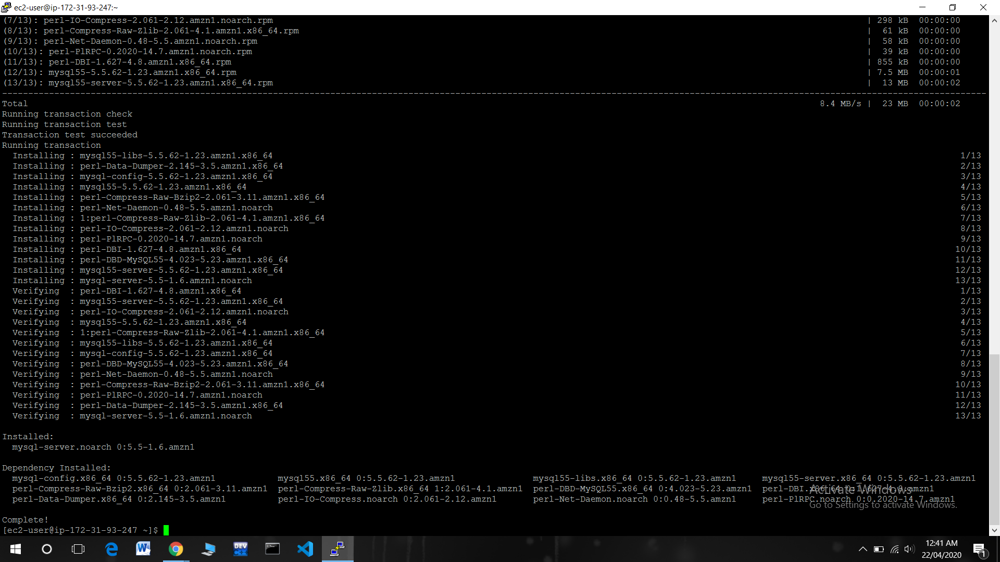 ec2-user@ip-172-31-93-247:~
(7/13): perl-IO-Compress-2.061-2.12.amzn1.noarch.rpm | 298 kB 00:00:00
(8/13): perl-Compress-Raw-Zlib-2.061-4.1.amzn1.x86_64.rpm | 61 kB 00:00:00
(9/13): perl-Net-Daemon-0.48-5.5.amzn1.noarch.rpm | 58 kB 00:00:00
(10/13): perl-PlRPC-0.2020-14.7.amzn1.noarch.rpm | 39 kB 00:00:00
(11/13): perl-DBI-1.627-4.8.amzn1.x86_64.rpm | 855 kB 00:00:00
(12/13): mysql55-5.5.62-1.23.amzn1.x86_64.rpm | 7.5 MB 00:00:01
(13/13): mysql55-server-5.5.62-1.23.amzn1.x86_64.rpm | 13 MB 00:00:02
--------------------------------------------------------------------------------
Total 8.4 MB/s | 23 MB 00:00:02
Running transaction check
Running transaction test
Transaction test succeeded
Running transaction
Installing : mysql55-libs-5.5.62-1.23.amzn1.x86_64 1/13
Installing : perl-Data-Dumper-2.145-3.5.amzn1.x86_64 2/13
Installing : mysql-config-5.5.62-1.23.amzn1.x86_64 3/13
Installing : mysql55-5.5.62-1.23.amzn1.x86_64 4/13
Installing : perl-Compress-Raw-Bzip2-2.061-3.11.amzn1.x86_64 5/13
Installing : perl-Net-Daemon-0.48-5.5.amzn1.noarch 6/13
Installing : 1:perl-Compress-Raw-Zlib-2.061-4.1.amzn1.x86_64 7/13
Installing : perl-IO-Compress-2.061-2.12.amzn1.noarch 8/13
Installing : perl-PlRPC-0.2020-14.7.amzn1.noarch 9/13
Installing : perl-DBI-1.627-4.8.amzn1.x86_64 10/13
Installing : perl-DBD-MySQL55-4.023-5.23.amzn1.x86_64 11/13
Installing : mysql55-server-5.5.62-1.23.amzn1.x86_64 12/13
Installing : mysql-server-5.5-1.6.amzn1.noarch 13/13
Verifying : perl-DBI-1.627-4.8.amzn1.x86_64 1/13
Verifying : mysql55-server-5.5.62-1.23.amzn1.x86_64 2/13
Verifying : perl-IO-Compress-2.061-2.12.amzn1.noarch 3/13
Verifying : mysql55-5.5.62-1.23.amzn1.x86_64 4/13
Verifying : 1:perl-Compress-Raw-Zlib-2.061-4.1.amzn1.x86_64 5/13
Verifying : mysql55-libs-5.5.62-1.23.amzn1.x86_64 6/13
Verifying : mysql-config-5.5.62-1.23.amzn1.x86_64 7/13
Verifying : perl-DBD-MySQL55-4.023-5.23.amzn1.x86_64 8/13
Verifying : perl-Net-Daemon-0.48-5.5.amzn1.noarch 9/13
Verifying : perl-Compress-Raw-Bzip2-2.061-3.11.amzn1.x86_64 10/13
Verifying : perl-PlRPC-0.2020-14.7.amzn1.noarch 11/13
Verifying : perl-Data-Dumper-2.145-3.5.amzn1.x86_64 12/13
Verifying : mysql-server-5.5-1.6.amzn1.noarch 13/13
Installed:
mysql-server.noarch 0:5.5-1.6.amzn1
Dependency Installed:
mysql-config.x86_64 0:5.5.62-1.23.amzn1 mysql55.x86_64 0:5.5.62-1.23.amzn1 mysql55-libs.x86_64 0:5.5.62-1.23.amzn1 mysql55-server.x86_64 0:5.5.62-1.23.amzn1
perl-Compress-Raw-Bzip2.x86_64 0:2.061-3.11.amzn1 perl-Compress-Raw-Zlib.x86_64 1:2.061-4.1.amzn1 perl-DBD-MySQL55.x86_64 0:4.023-5.23.amzn1 perl-DBI.x86_64 0:1.627-4.8.amzn1
perl-Data-Dumper.x86_64 0:2.145-3.5.amzn1 perl-IO-Compress.noarch 0:2.061-2.12.amzn1 perl-Net-Daemon.noarch 0:0.48-5.5.amzn1 perl-PlRPC.noarch 0:0.2020-14.7.amzn1
Activate Windows
Go to Settings to activate Windows.
Complete!
[ec2-user@ip-172-31-93-247 ~]$
W
DEV
C++
12:41 AM
22/04/2020
1